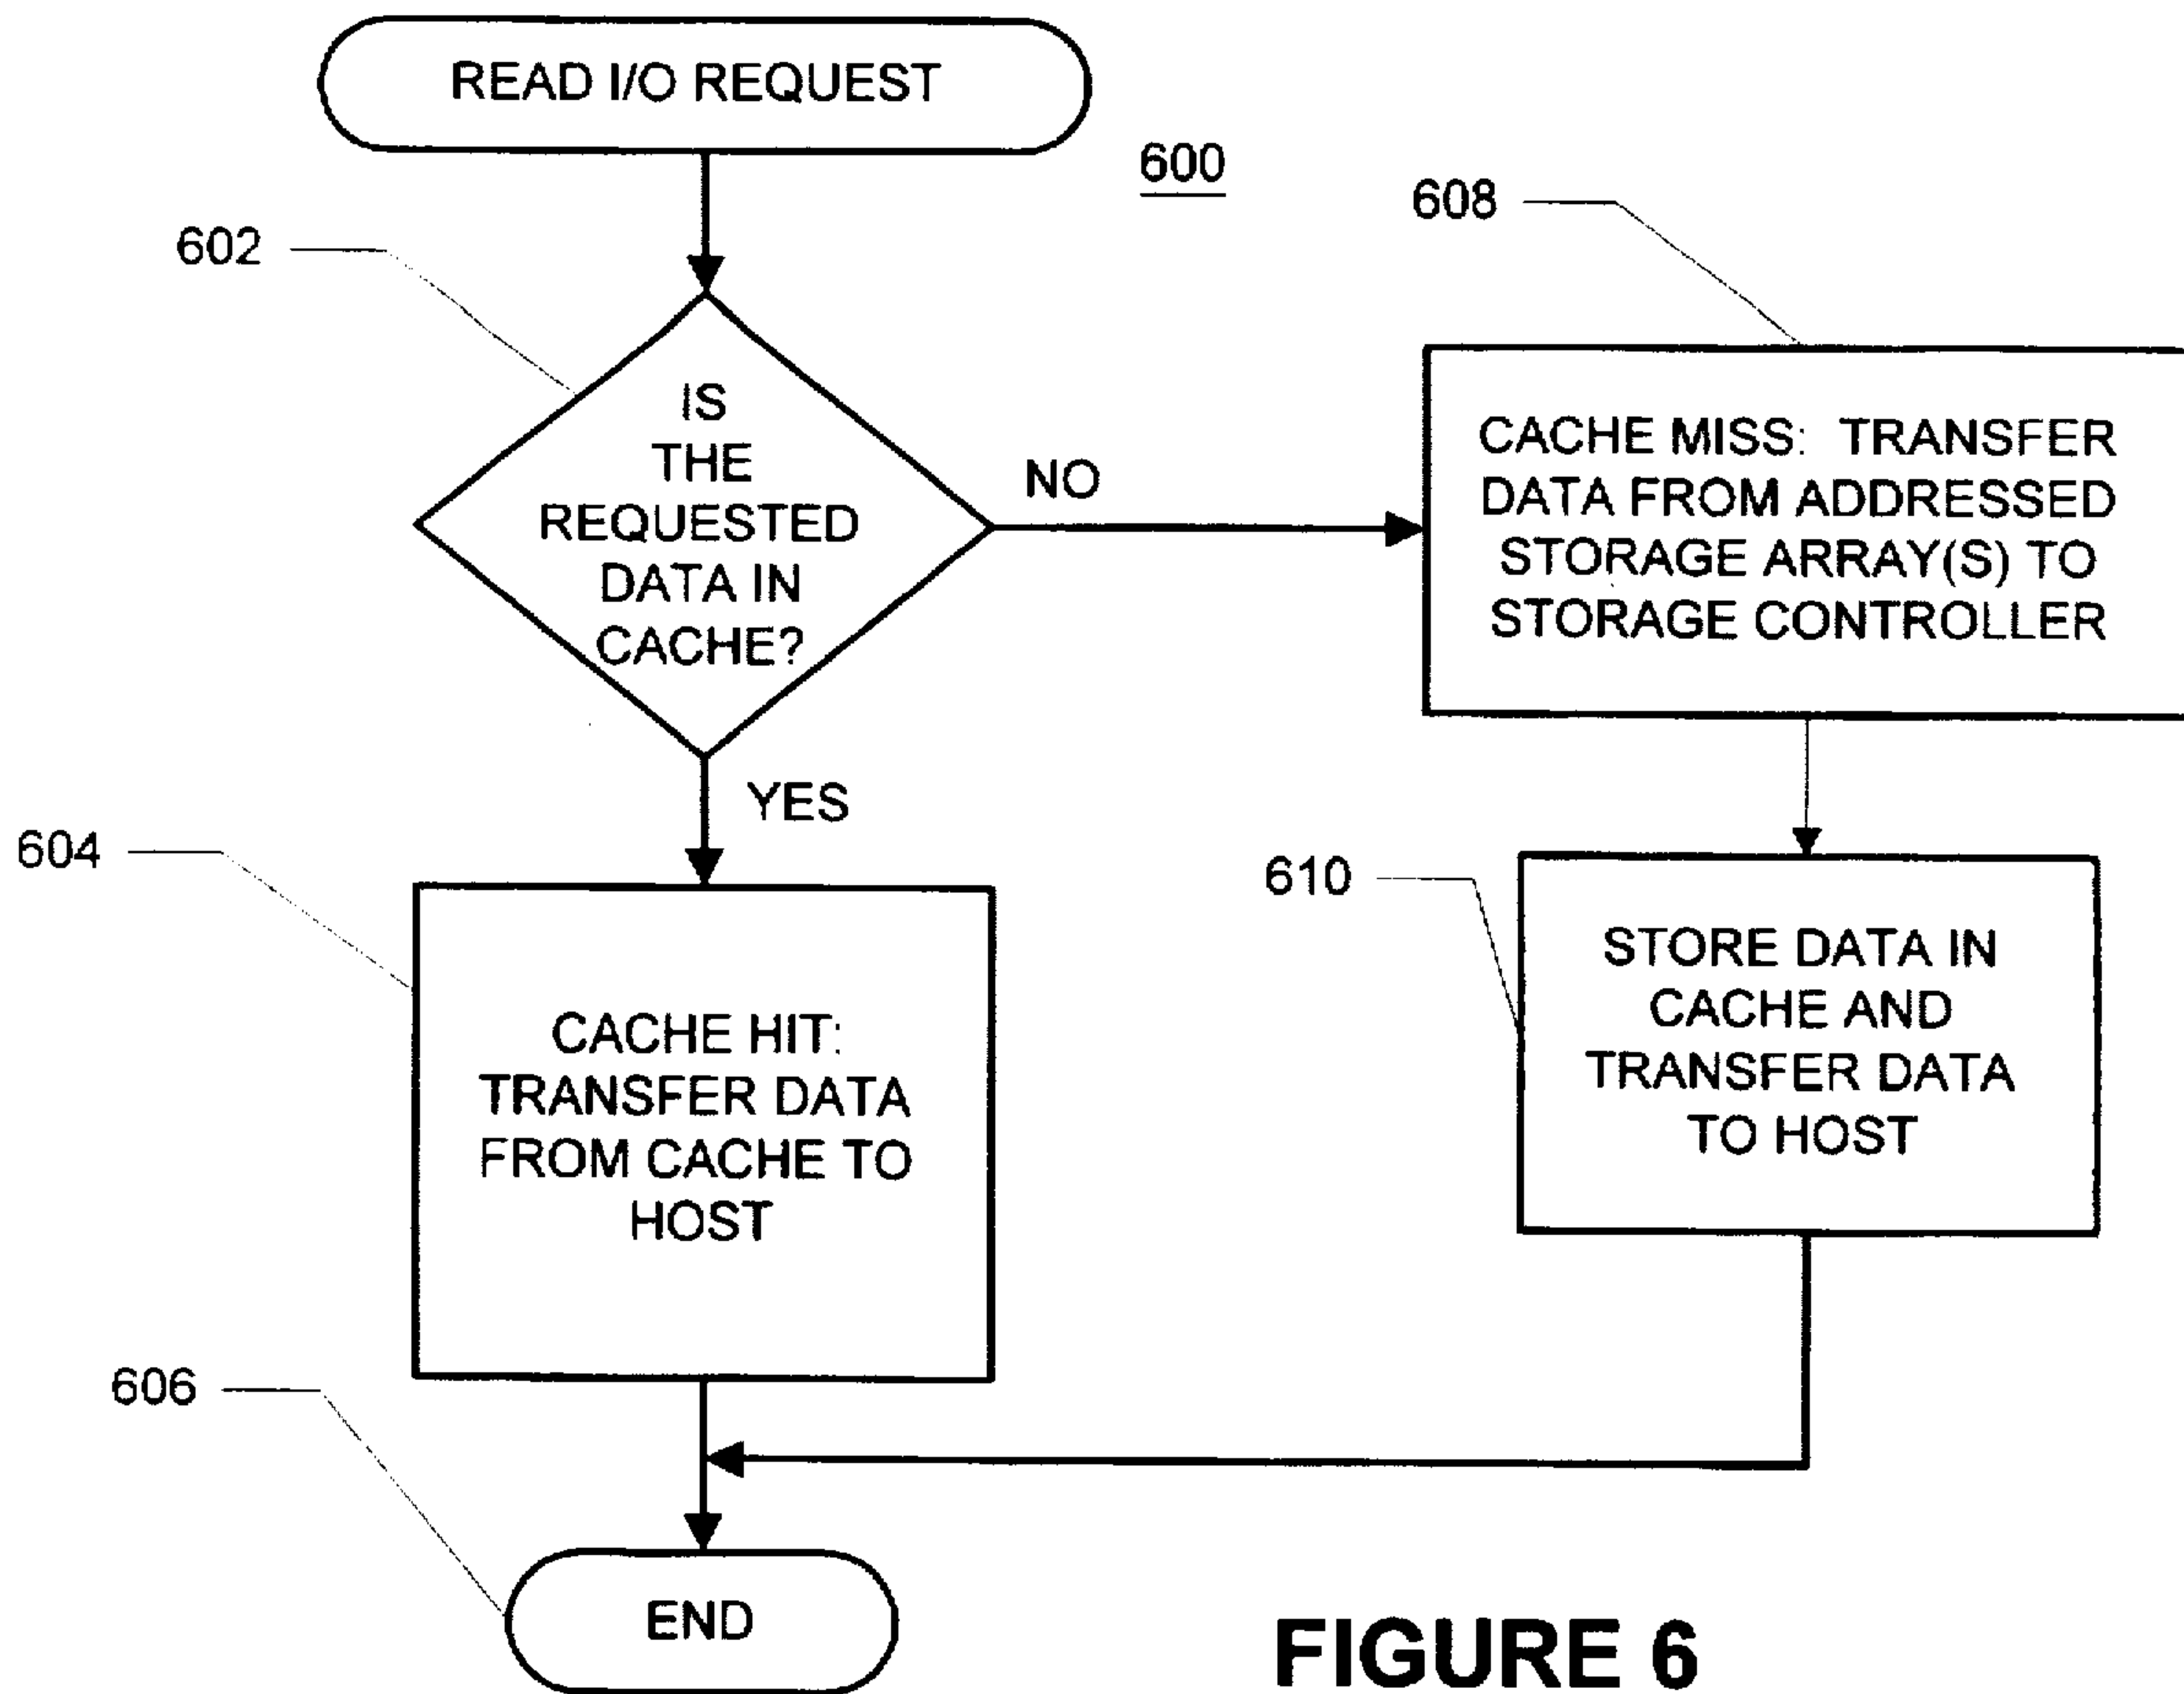 READ I/O REQUEST
600
602
IS
THE
REQUESTED
DATA IN
CACHE?
NO
608
CACHE MISS: TRANSFER
DATA FROM ADDRESSED
STORAGE ARRAY(S) TO
STORAGE CONTROLLER
YES
604
CACHE HIT:
TRANSFER DATA
FROM CACHE TO
HOST
610
STORE DATA IN
CACHE AND
TRANSFER DATA
TO HOST
606
END
FIGURE 6